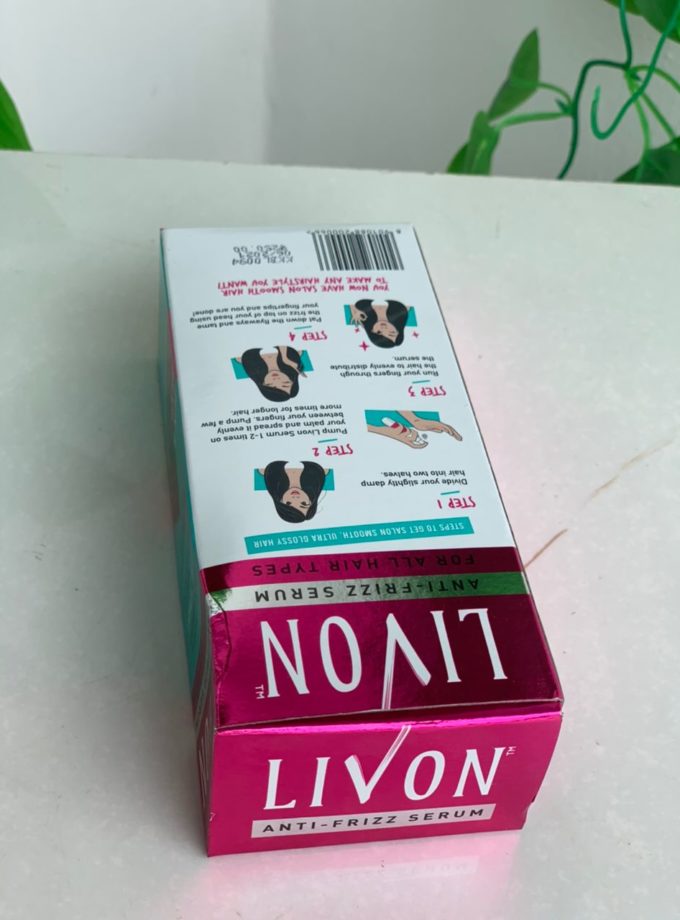 LIVON™
ANTI-FRIZZ SERUM
LIVON™
ANTI-FRIZZ SERUM
FOR ALL HAIR TYPES
STEPS TO GET SALON SMOOTH ULTRA GLOSSY HAIR
STEP 1
Divide your slightly damp
hair into two halves.
STEP 2
Pump Livon Serum 1-2 times on
your palm and spread it evenly
between your fingers. Pump a few
more times for longer hair.
STEP 3
Run your fingers through
the hair to evenly distribute
the serum.
STEP 4
Pat down the flyaways and tame
the frizz on top of your head using
your fingertips and you are done!
YOU NOW HAVE SALON SMOOTH HAIR,
TO MAKE ANY HAIRSTYLE YOU WANT!